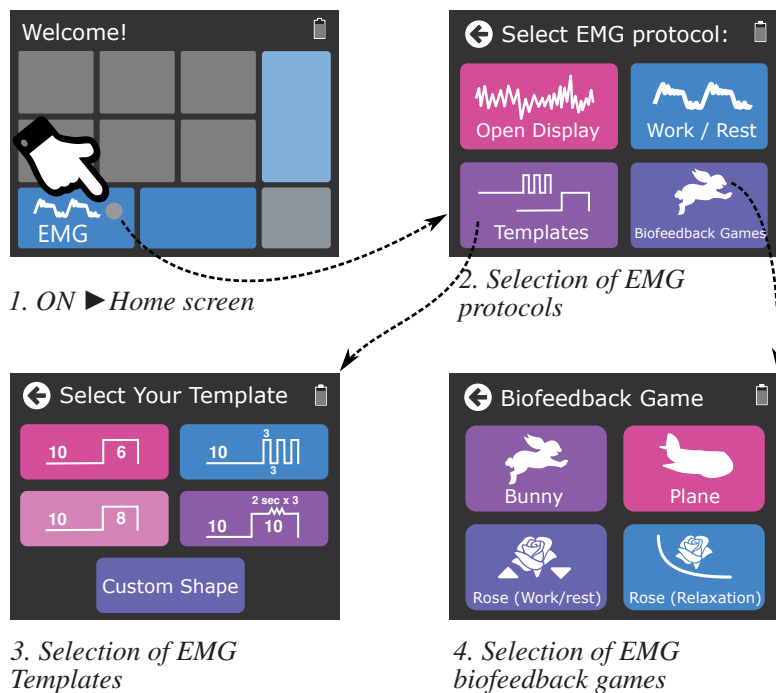 Welcome!
EMG
1. ON ►Home screen
Select EMG protocol:
Open Display
Work / Rest
Templates
Biofeedback Games
2. Selection of EMG
protocols
Select Your Template
10 6
3
10
3
10 8
2 sec x 3
10 10
Custom Shape
3. Selection of EMG
Templates
Biofeedback Game
Bunny
Plane
Rose (Work/rest)
Rose (Relaxation)
4. Selection of EMG
biofeedback games